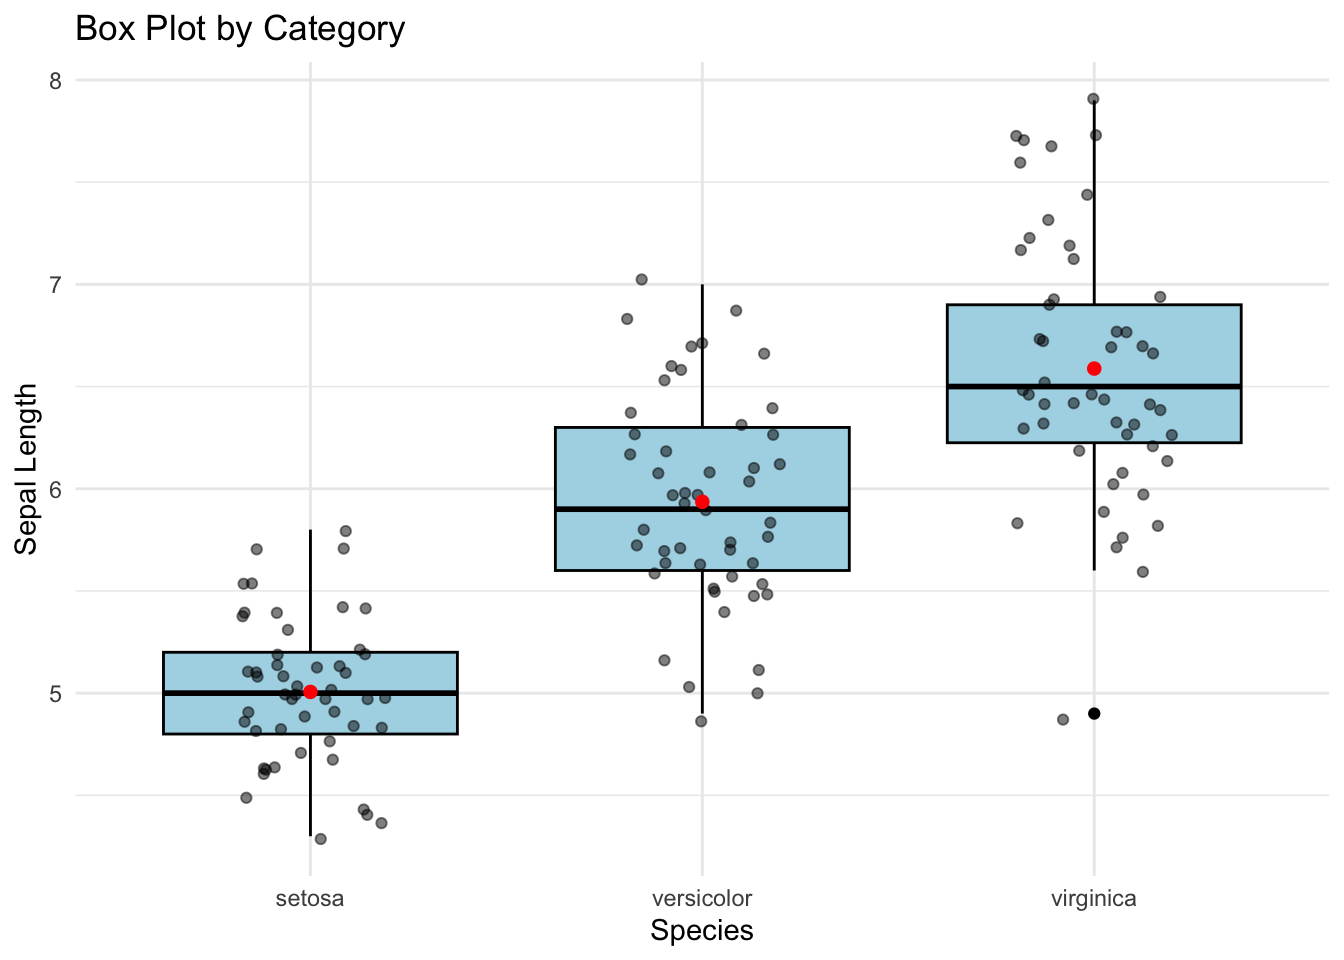 Box Plot by Category
8
7
6
5
Sepal Length
setosa versicolor virginica
Species